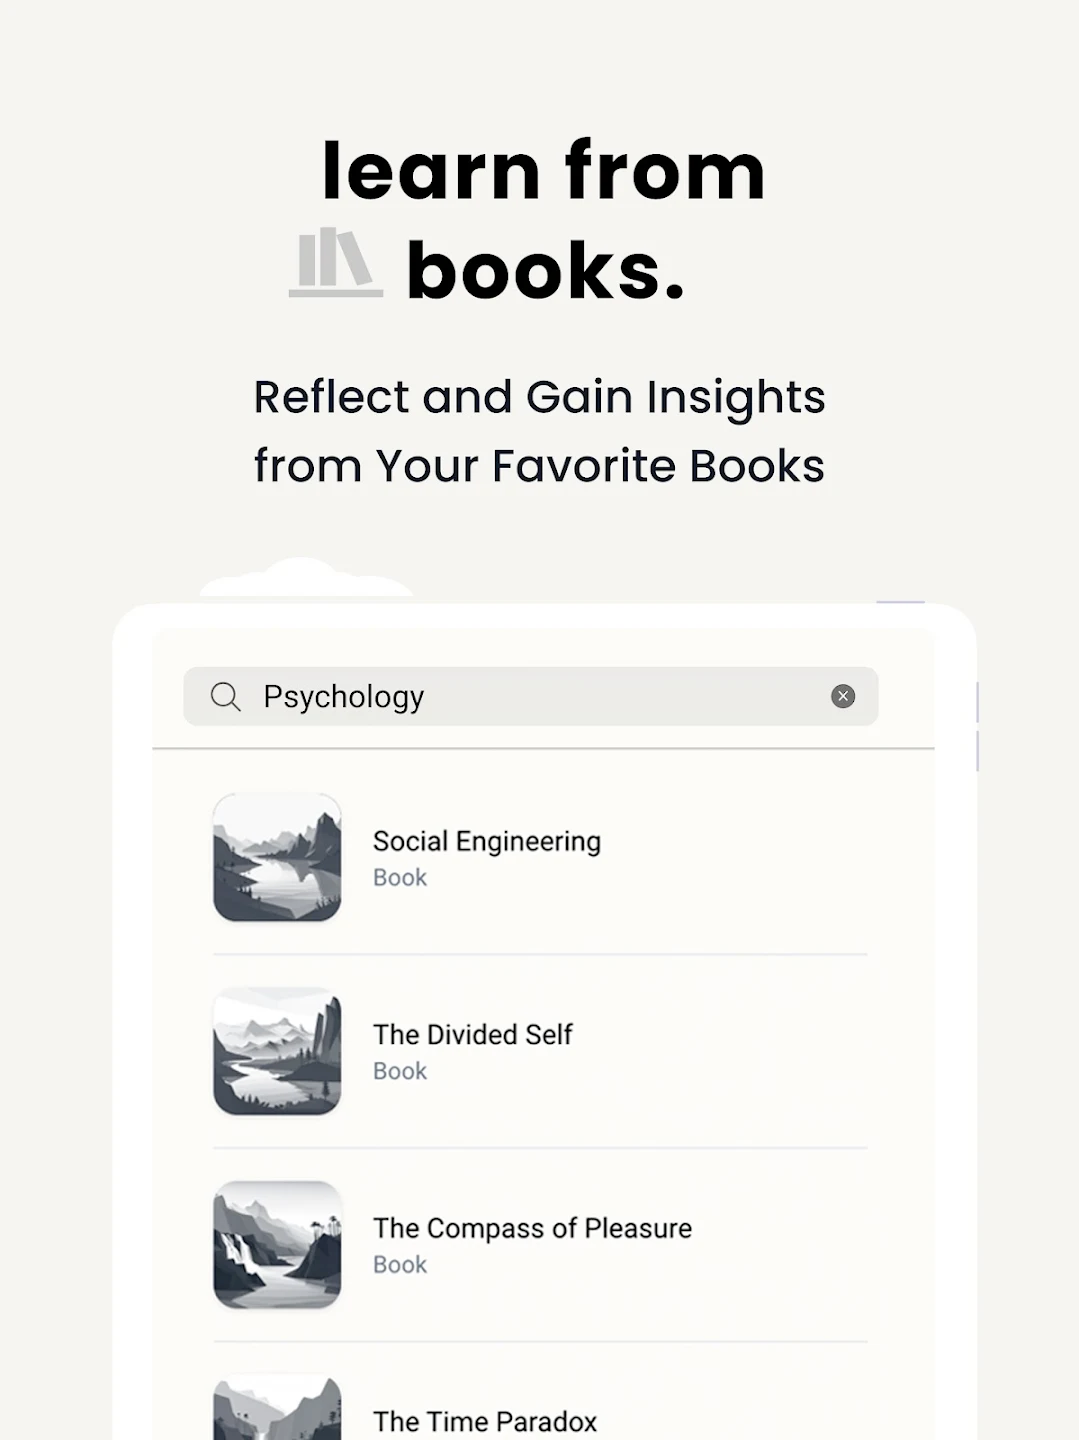 learn from
books.
Reflect and Gain Insights
from Your Favorite Books
Psychology
Social Engineering
Book
The Divided Self
Book
The Compass of Pleasure
Book
The Time Paradox